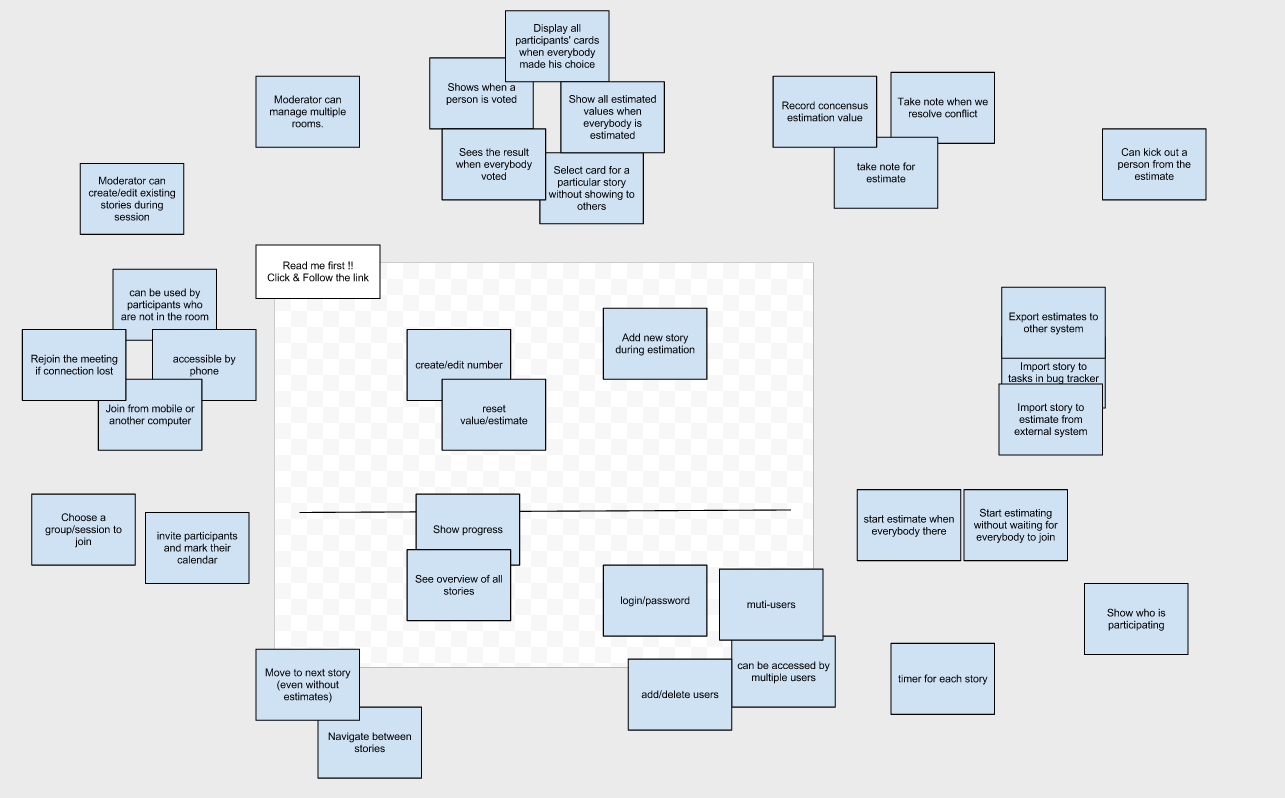 Display all
participants' cards
when everybody
made his choice
Shows when a
person is voted
Show all estimated
values when
everybody is
estimated
Sees the result
when everybody
voted
Select card for a
particular story
without showing to
others
Moderator can
manage multiple
rooms.
Record concensus
estimation value
Take note when we
resolve conflict
take note for
estimate
Can kick out a
person from the
estimate
Moderator can
create/edit existing
stories during
session
Read me first !!
Click & Follow the link
can be used by
participants who
are not in the room
Rejoin the meeting
if connection lost
accessible by
phone
Join from mobile or
another computer
create/edit number
reset
value/estimate
Add new story
during estimation
Export estimates to
other system
Import story to
tasks in bug tracker
Import story to
estimate from
external system
Choose a
group/session to
join
invite participants
and mark their
calendar
Show progress
See overview of all
stories
start estimate when
everybody there
Start estimating
without waiting for
everybody to join
login/password
muti-users
can be accessed by
multiple users
add/delete users
Show who is
participating
timer for each story
Move to next story
(even without
estimates)
Navigate between
stories